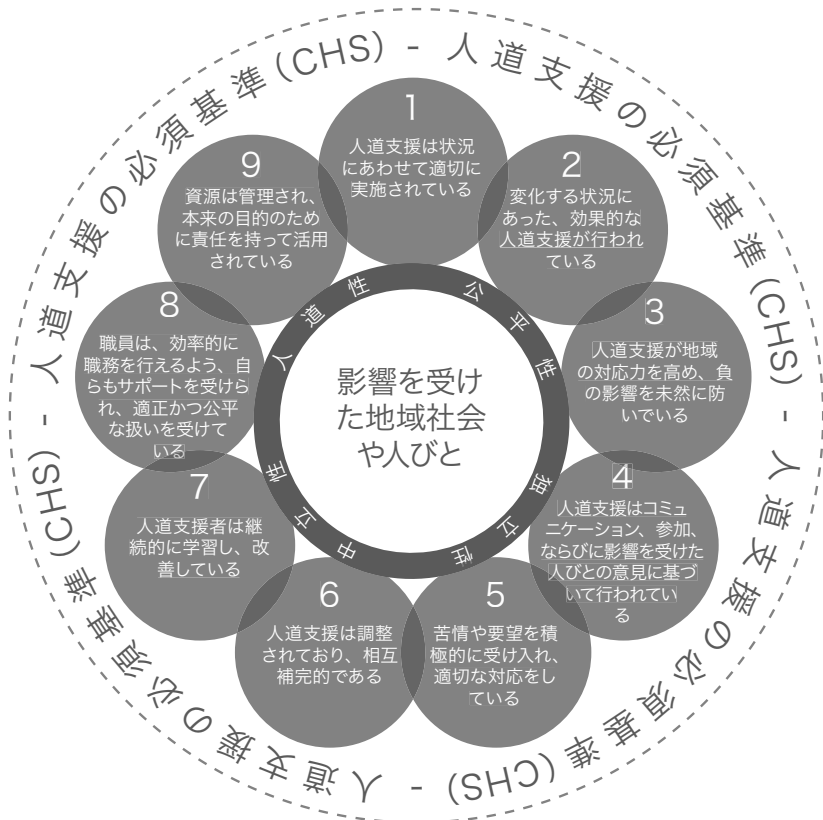 人道支援の必須基準(CHS) - 人道支援の必須基準(CHS) - 人道支援の必須基準(CHS) - 人道支援の必須基準(CHS) -
1
人道支援は状況
にあわせて適切に
実施されている
2
変化する状況に
あった、効果的な
人道支援が行われ
ている
3
人道支援が地域
の対応力を高め、負
の影響を未然に防
いでいる
4
人道支援はコミュ
ニケーション、参加、
ならびに影響を受けた
人びとの意見に基づ
いて行われてい
る
5
苦情や要望を積
極的に受け入れ、
適切な対応をし
ている
6
人道支援は調整
されており、相互
補完的である
7
人道支援者は継
続的に学習し、改
善している
8
職員は、効率的に
職務を行えるよう、自
らもサポートを受けら
れ、適正かつ公平
な扱いを受けて
いる
9
資源は管理され、
本来の目的のため
に責任を持って活用
されている
人道性
公平性
独立性
中立性
影響を受け
た地域社会
や人びと